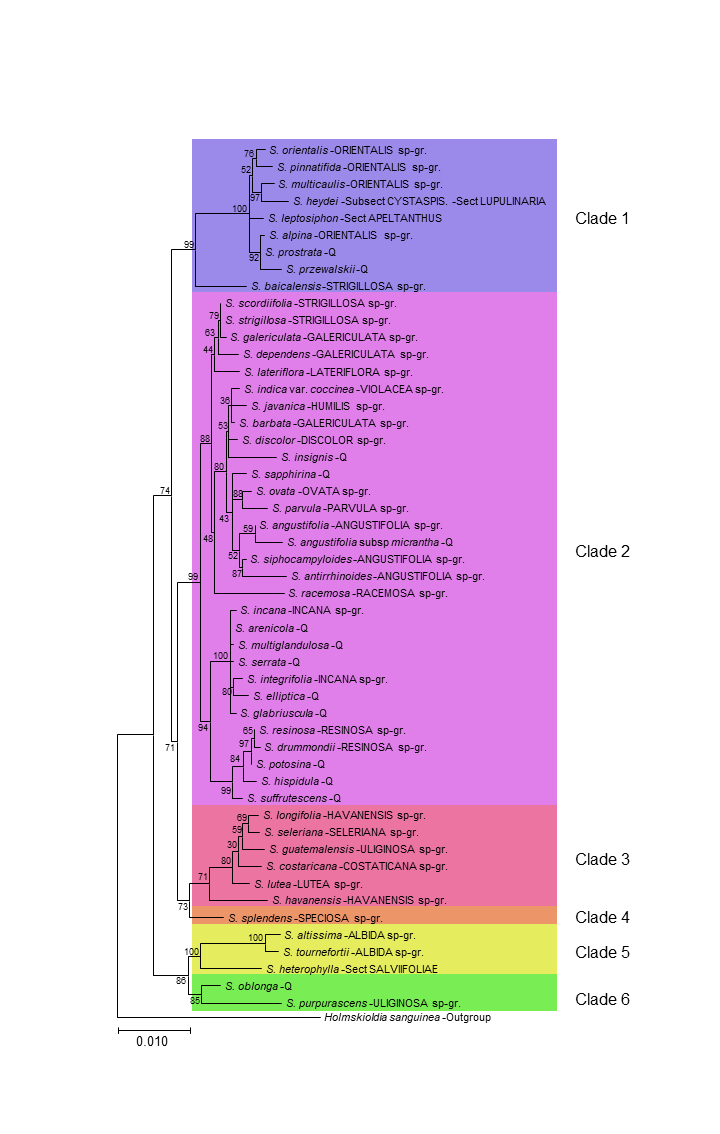 76
S. orientalis-ORIENTALIS sp-gr.
52
S. pinnatifida-ORIENTALIS sp-gr.
S. multicaulis-ORIENTALIS sp-gr.
97
S. heydei-Subsect CYSTASPIS. -Sect LUPULINARIA
100
S. leptosiphon-Sect APELTANTHUS
Clade 1
S. alpina-ORIENTALIS sp-gr.
99
S. prostrata-Q
92
S. przewalskii-Q
S. baicalensis-STRIGILLOSA sp-gr.
S. scordiifolia-STRIGILLOSA sp-gr.
79
S. strigillosa-STRIGILLOSA sp-gr.
63
S. galericulata-GALERICULATA sp-gr.
44
S. dependens-GALERICULATA sp-gr.
S. lateriflora-LATERIFLORA sp-gr.
S. indica var. coccinea-VIOLACEA sp-gr.
36
S. javanica-HUMILIS sp-gr.
53
S. barbata-GALERICULATA sp-gr.
88
S. discolor-DISCOLOR sp-gr.
S. insignis-Q
80
S. sapphirina-Q
74
88
S. ovata-OVATA sp-gr.
S. parvula-PARVULA sp-gr.
43
S. angustifolia-ANGUSTIFOLIA sp-gr.
59
48
S. angustifolia subsp micrantha-Q
Clade 2
52
S. siphocampyloides-ANGUSTIFOLIA sp-gr.
87
S. antirrhinoides-ANGUSTIFOLIA sp-gr.
99
S. racemosa-RACEMOSA sp-gr.
S. incana-INCANA sp-gr.
S. arenicola-Q
S. multiglandulosa-Q
100
S. serrata-Q
S. integrifolia-INCANA sp-gr.
80
S. elliptica-Q
S. glabriuscula-Q
94
65
S. resinosa-RESINOSA sp-gr.
97
S. drummondii-RESINOSA sp-gr.
71
84
S. potosina-Q
S. hispidula-Q
99
S. suffrutescens-Q
69
S. longifolia-HAVANENSIS sp-gr.
59
S. seleriana-SELERIANA sp-gr.
30
S. guatemalensis-ULIGINOSA sp-gr.
80
S. costaricana-COSTATICANA sp-gr.
Clade 3
71
S. lutea-LUTEA sp-gr.
S. havanensis-HAVANENSIS sp-gr.
73
S. splendens-SPECIOSA sp-gr.
Clade 4
100
S. altissima-ALBIDA sp-gr.
100
S. tournefortii-ALBIDA sp-gr.
Clade 5
S. heterophylla-Sect SALVIIFOLIAE
86
S. oblonga-Q
85
S. purpurascens-ULIGINOSA sp-gr.
Clade 6
Holmskioldia sanguinea-Outgroup
0.010